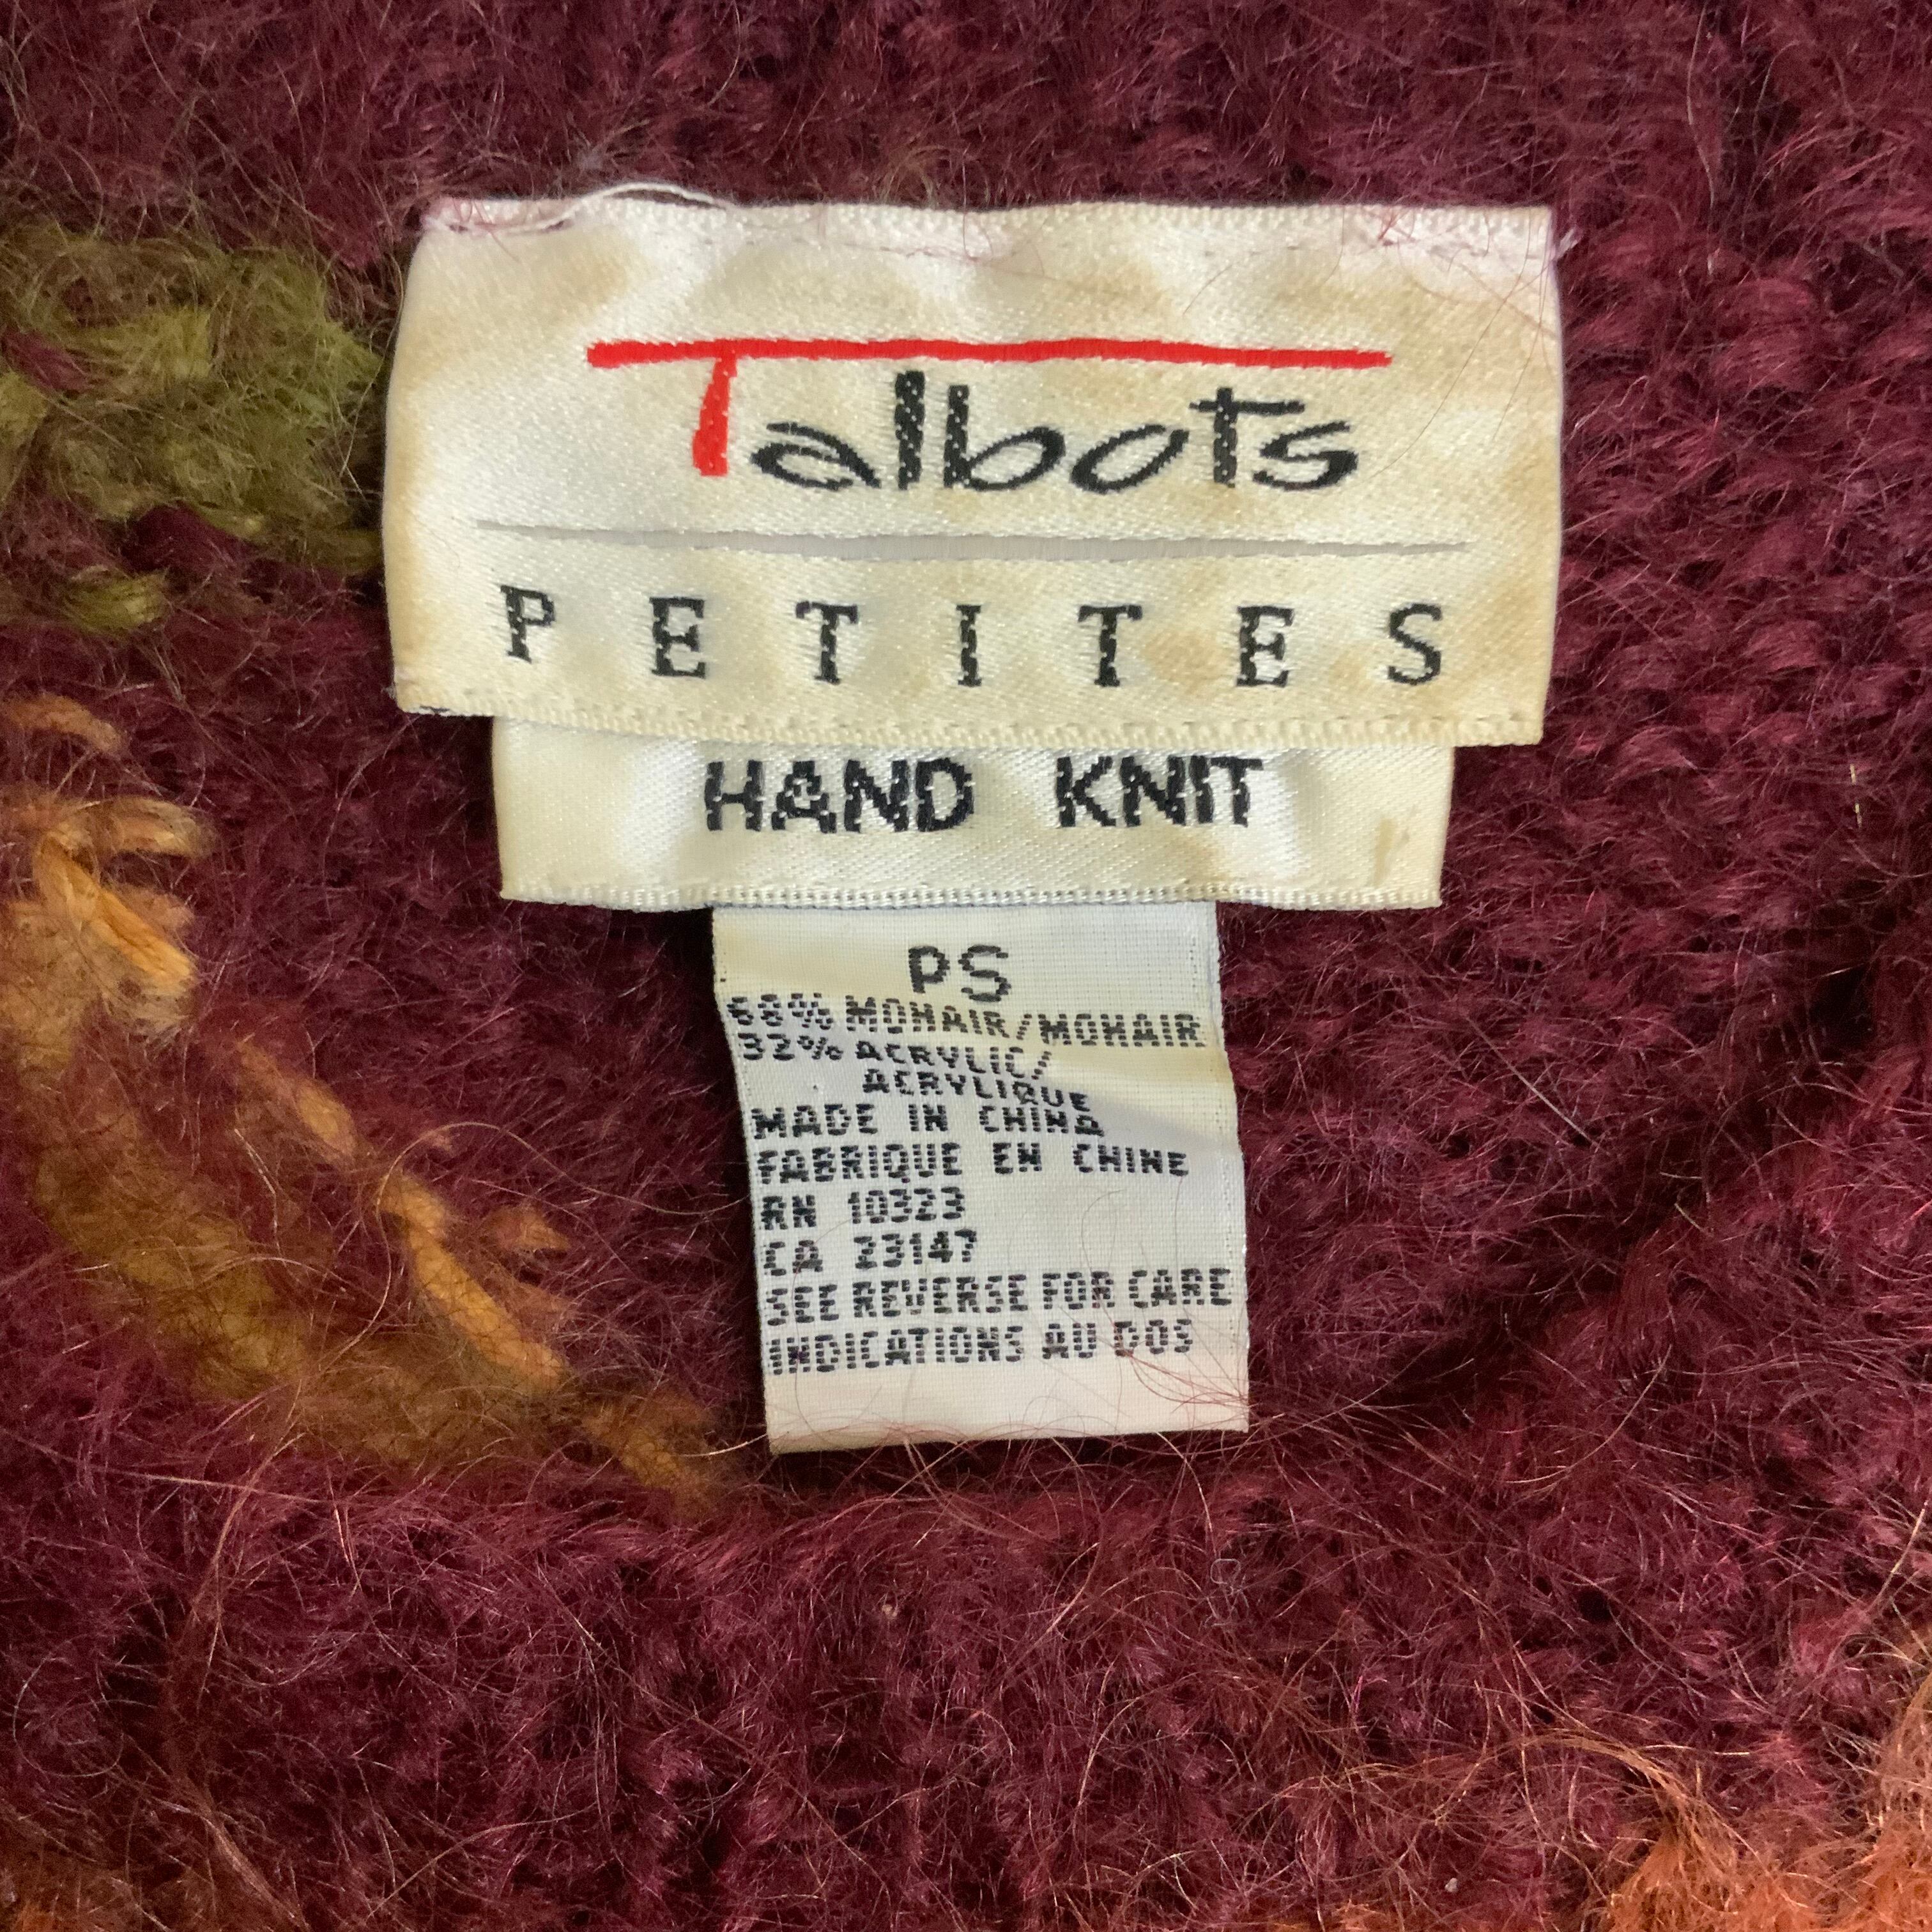 Talbots
PETITES
HAND KNIT
PS
68% MOHAIR/MOHAIR
32% ACRYLIC/
ACRYLIQUE
MADE IN CHINA
FABRIQUE EN CHINE
RN 10323
CA 23147
SEE REVERSE FOR CARE
INDICATIONS AU DOS